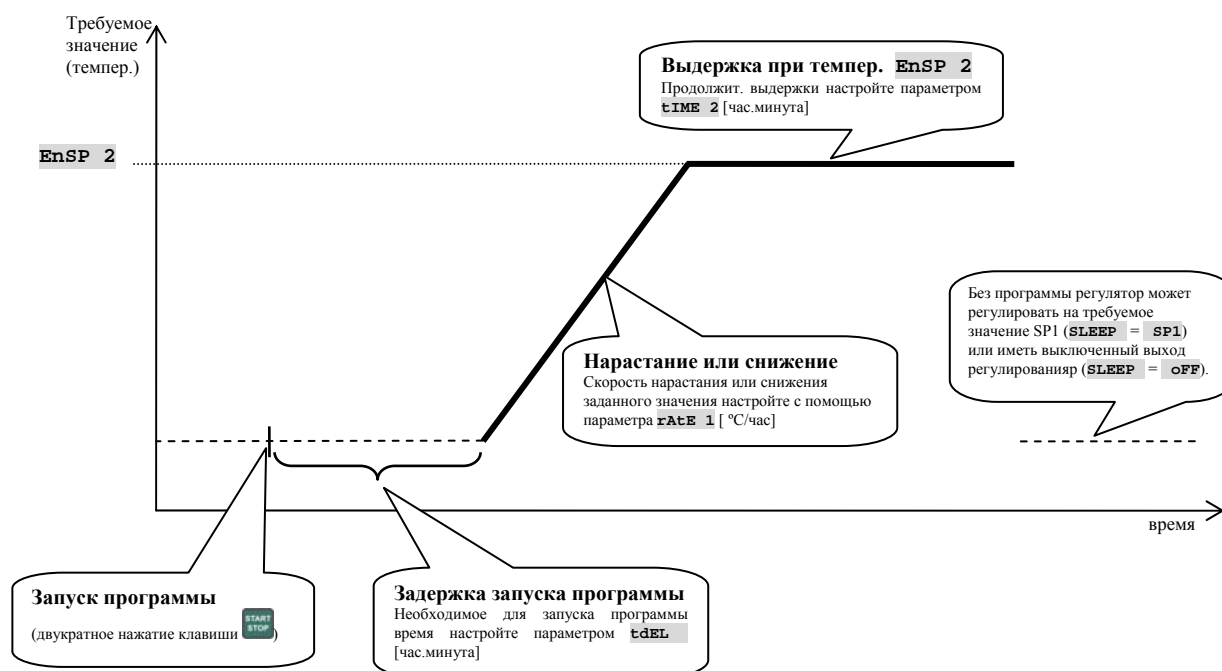 Требуемое
значение
(темпер.)
Выдержка при темпер. EnSP 2
Продолжит. выдержки настройте параметром
tIME 2 [час.минута]
EnSP 2
Без программы регулятор может
регулировать на требуемое
значение SP1 (SLEEP = SP1)
или иметь выключенный выход
регулированияр (SLEEP = oFF).
Нарастание или снижение
Скорость нарастания или снижения
заданного значения настройте с помощью
параметра rAtE 1 [ ºC/час]
время
Запуск программы
(двукратное нажатие клавиши START STOP )
Задержка запуска программы
Необходимое для запуска программы
время настройте параметром tdEL
[час.минута]